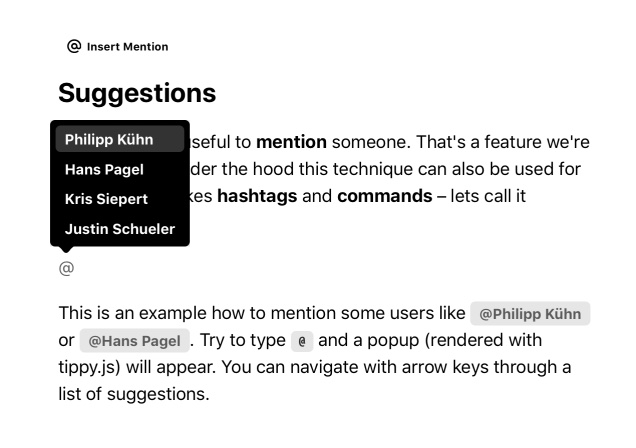 Insert Mention
Suggestions
useful to mention someone. That's a feature we're
der the hood this technique can also be used for
kes hashtags and commands – lets call it
Philipp Kühn
Hans Pagel
Kris Siepert
Justin Schueler
@
This is an example how to mention some users like @Philipp Kühn
or @Hans Pagel. Try to type @ and a popup (rendered with
tippy.js) will appear. You can navigate with arrow keys through a
list of suggestions.